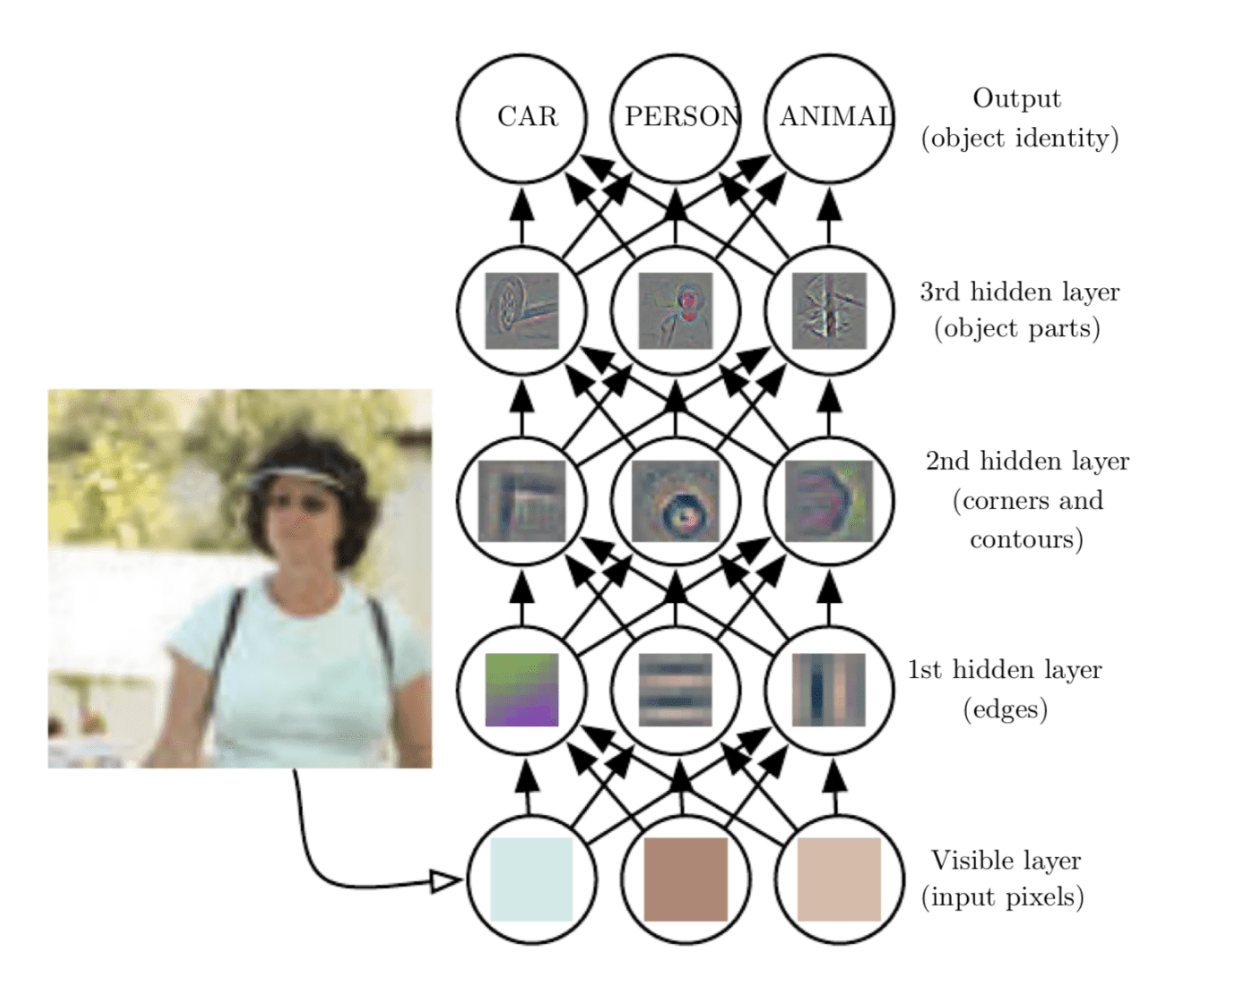 CAR
PERSON
ANIMAL
Output
(object identity)
3rd hidden layer
(object parts)
2nd hidden layer
(corners and
contours)
1st hidden layer
(edges)
Visible layer
(input pixels)